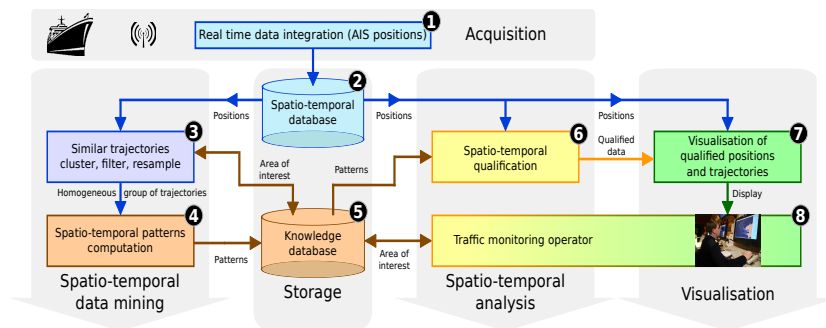 1
Real time data integration (AIS positions)
Acquisition
2
Spatio-temporal
database
Positions
Positions
Positions
3
Similar trajectories
cluster, filter, resample
Area of
interest
Patterns
6
Spatio-temporal
qualification
Qualified
data
7
Visualisation of
qualified positions
and trajectories
Homogeneous group of trajectories
Display
4
Spatio-temporal patterns
computation
Patterns
5
Knowledge
database
Area of
interest
Traffic monitoring operator
8
Spatio-temporal
data mining
Storage
Spatio-temporal
analysis
Visualisation